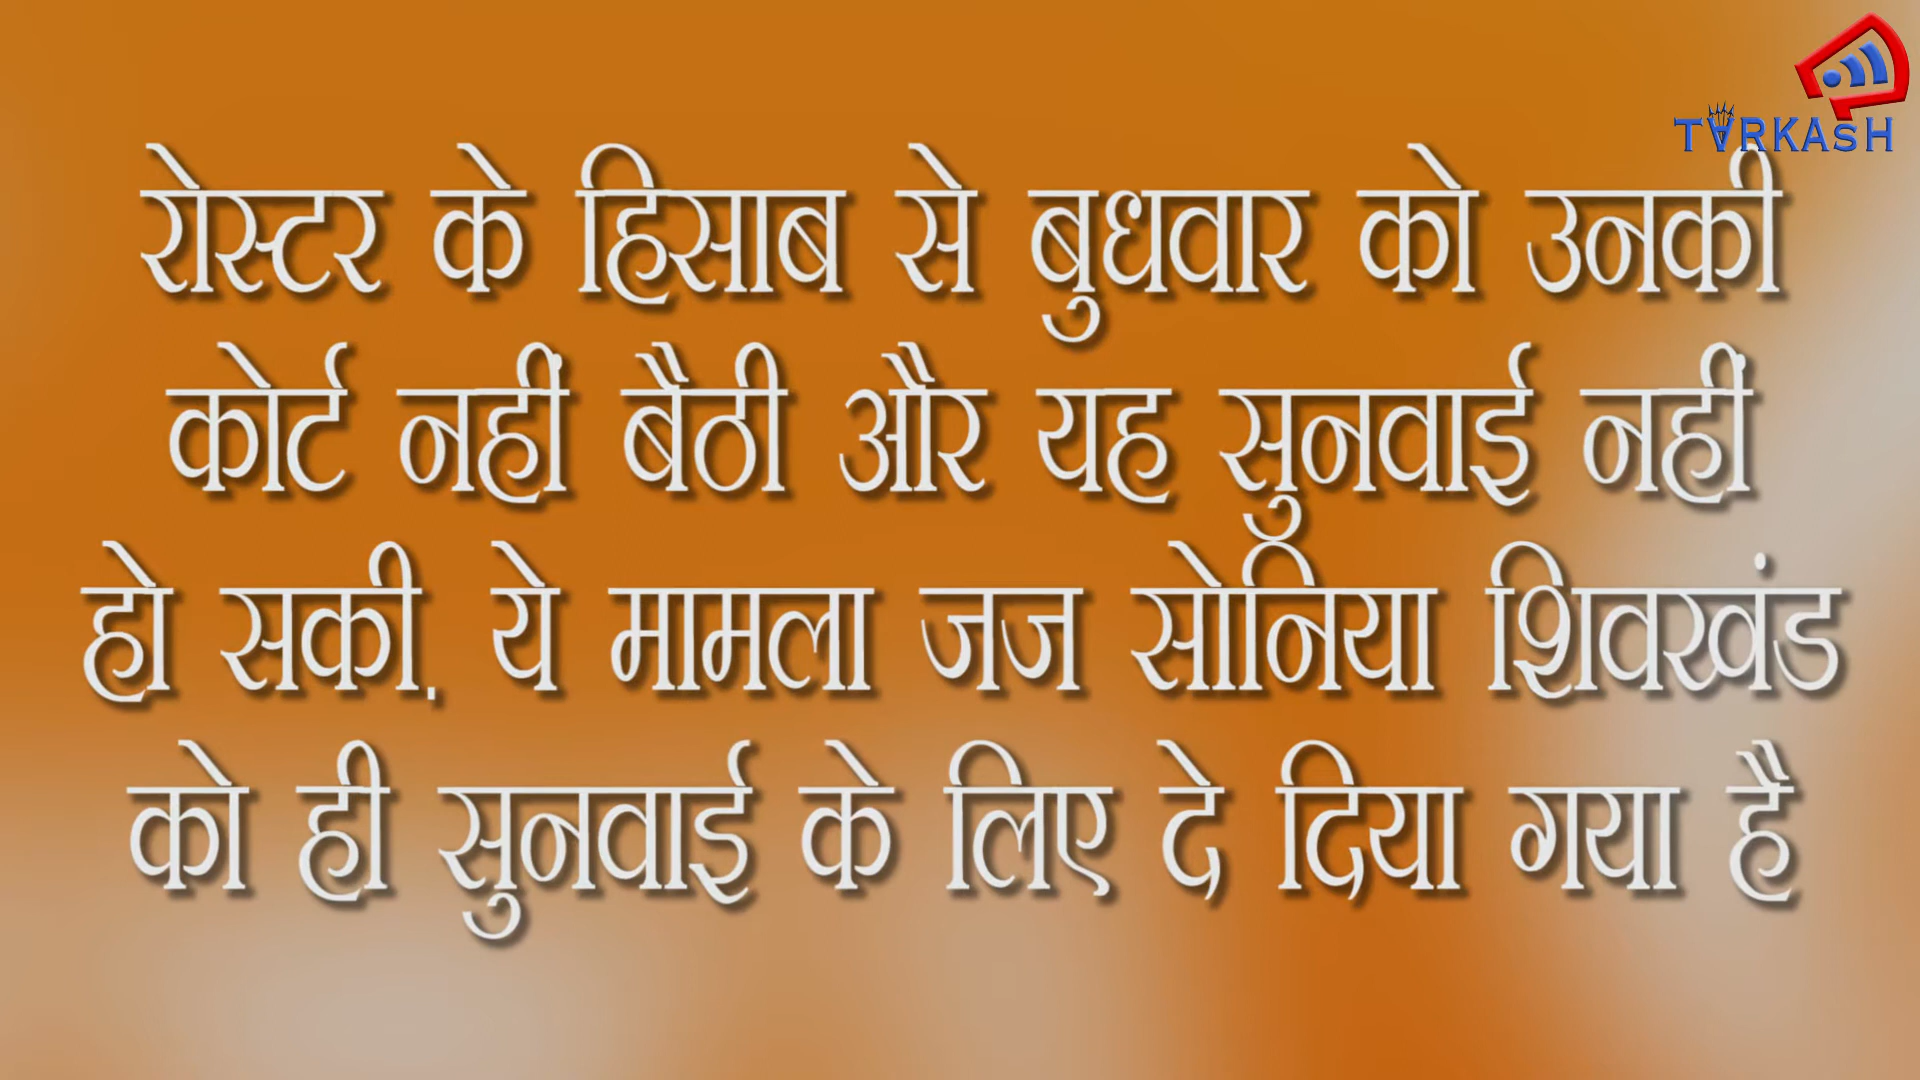 TARKASH
रोस्टर के हिसाब से बुधवार को उनकी
कोर्ट नहीं बैठी और यह सुनवाई नहीं
हो सकी. ये मामला जज सोनिया शिवखंड
को ही सुनवाई के लिए दे दिया गया है